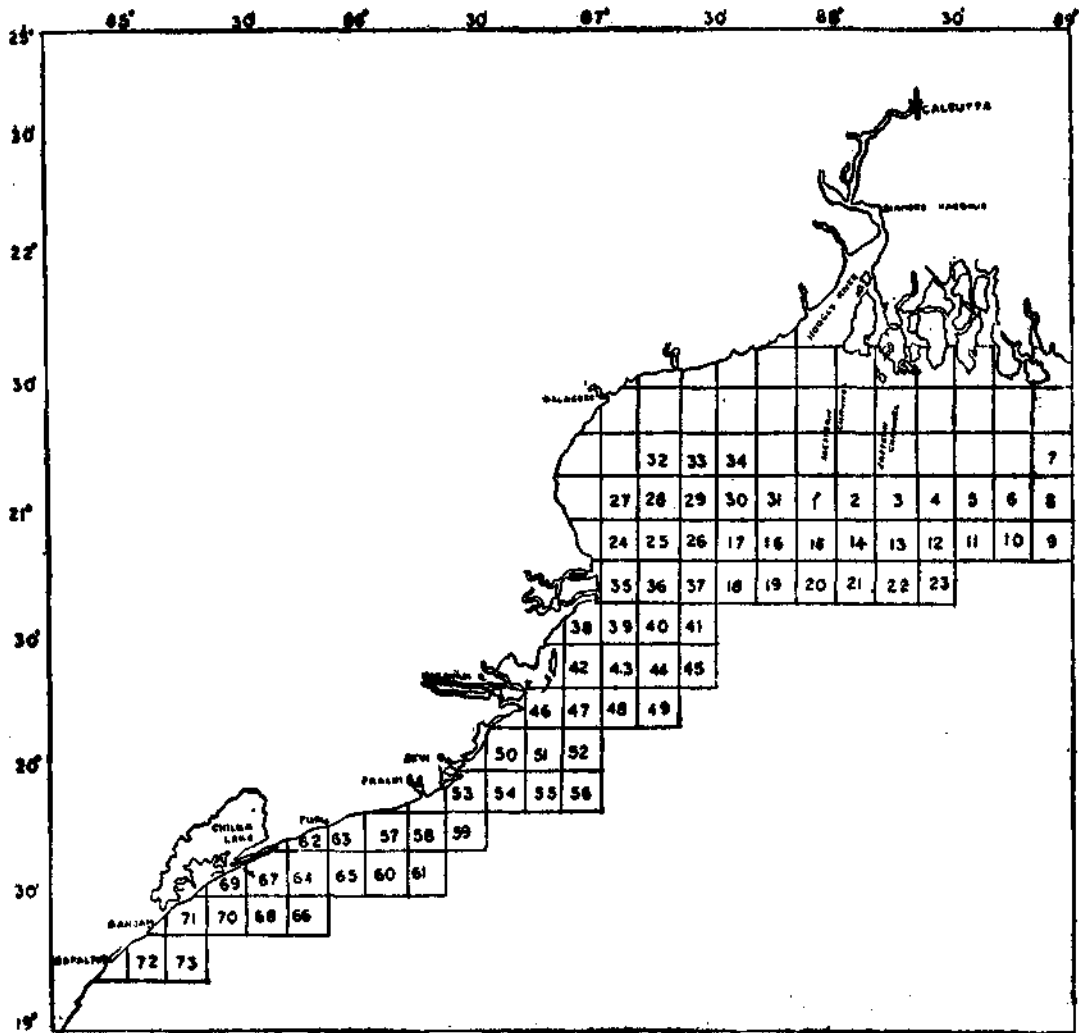 85° 30' 86° 30' 87° 30' 88° 30' 89
23°
CALCUTTA
30'
DIAMOND HARBOUR
22°
HOOGLY RIVER
30'
BALASORE
CHANNEL
CHANNEL
32 33 34 7
27 28 29 30 31 1 2 3 4 5 6 8
21°
24 25 26 17 16 15 14 13 12 11 10 9
35 36 37 18 19 20 21 22 23
30'
38 39 40 41
42 43 44 45
46 47 48 49
20°
50 51 52
DEVI R.
53 54 55 56
PURI
CHILKA
LAKE
62 63 57 58 59
30'
69 67 64 65 60 61
GANJAM
71 70 68 66
GOPALPUR
72 73
19°